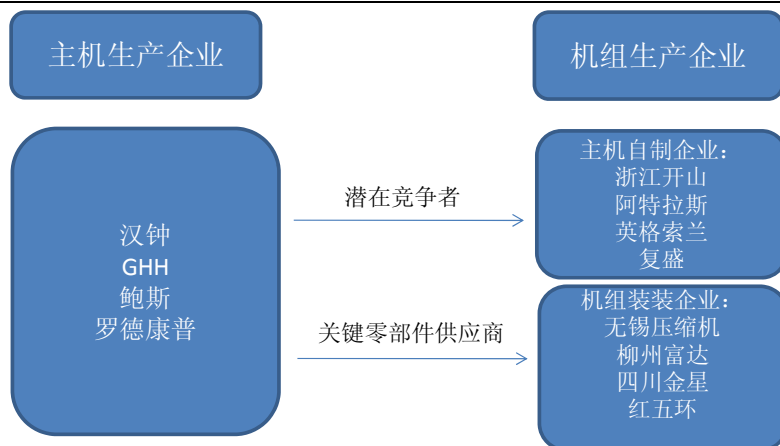 主机生产企业
机组生产企业
汉钟
GHH
鲍斯
罗德康普
潜在竞争者
关键零部件供应商
主机自制企业：
浙江开山
阿特拉斯
英格索兰
复盛
机组装装企业：
无锡压缩机
柳州富达
四川金星
红五环